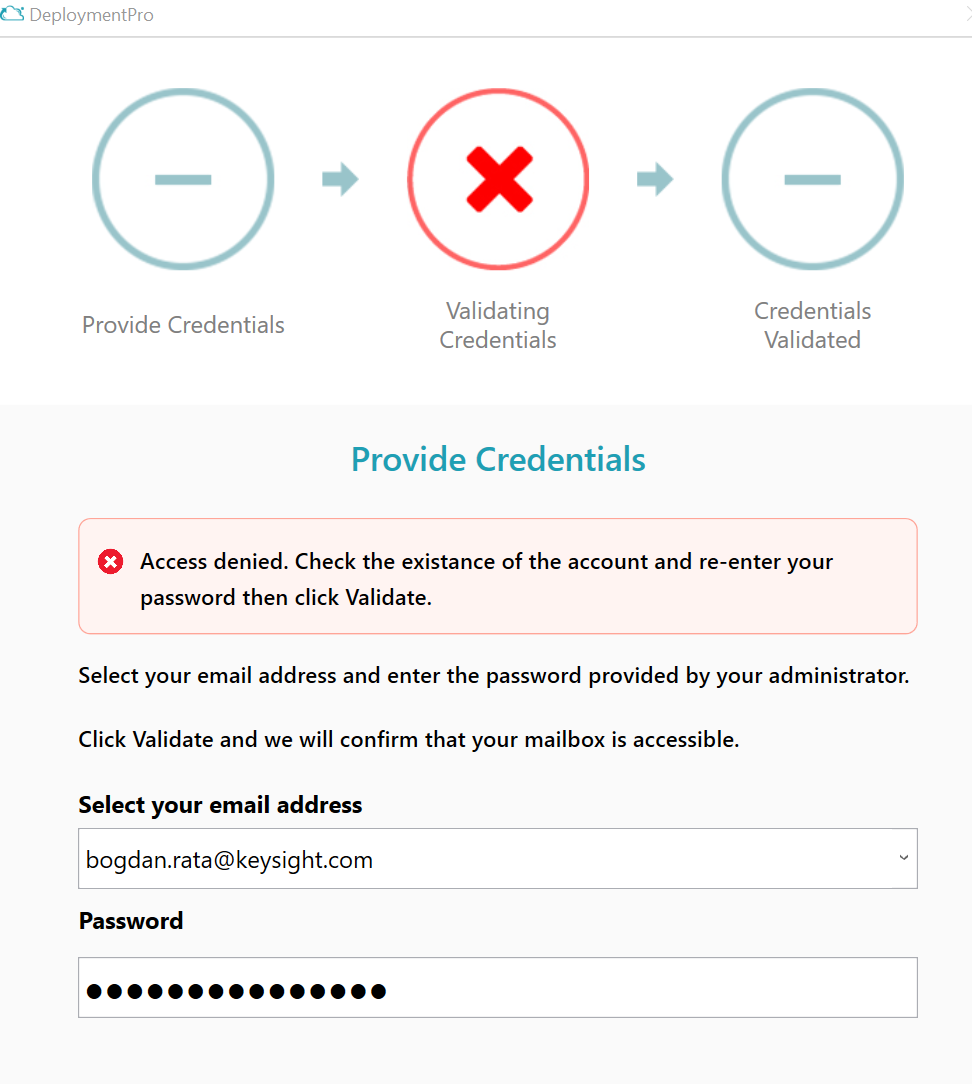 DeploymentPro
Provide Credentials
Validating
Credentials
Credentials
Validated
Provide Credentials
Access denied. Check the existance of the account and re-enter your
password then click Validate.
Select your email address and enter the password provided by your administrator.
Click Validate and we will confirm that your mailbox is accessible.
Select your email address
bogdan.rata@keysight.com
Password
●●●●●●●●●●●●●●●